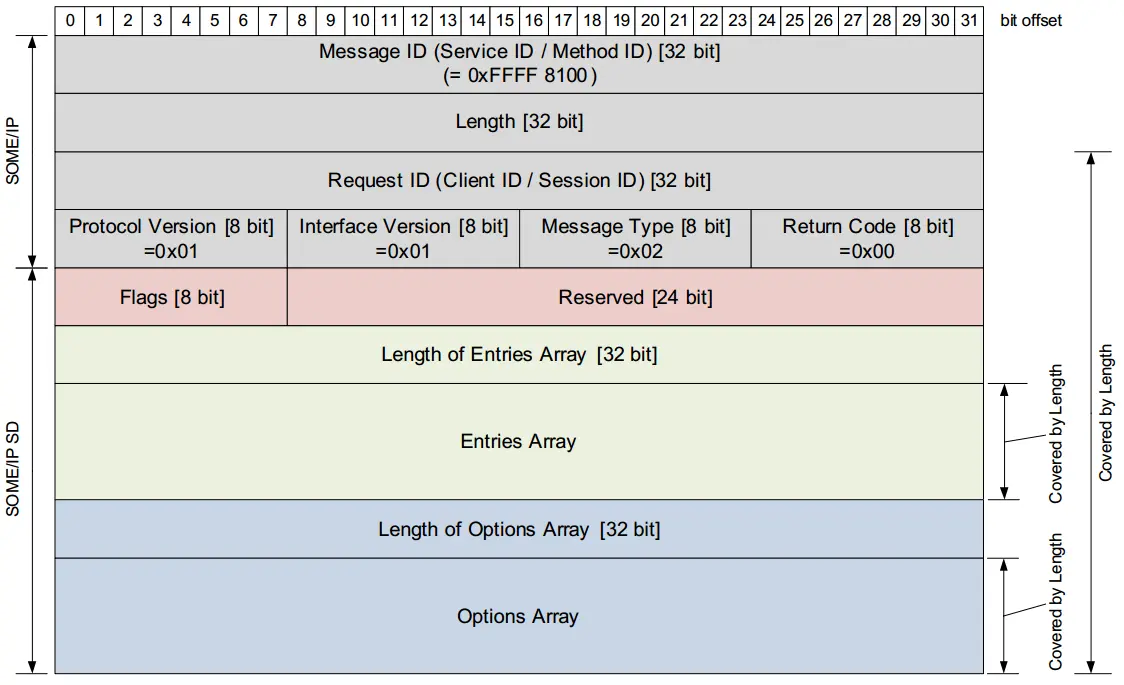 0 1 2 3 4 5 6 7 8 9 10 11 12 13 14 15 16 17 18 19 20 21 22 23 24 25 26 27 28 29 30 31 bit offset
SOME/IP
Message ID (Service ID / Method ID) [32 bit]
(= 0xFFFF 8100)
Length [32 bit]
Request ID (Client ID / Session ID) [32 bit]
Protocol Version [8 bit]
=0x01
Interface Version [8 bit]
=0x01
Message Type [8 bit]
=0x02
Return Code [8 bit]
=0x00
SOME/IP SD
Flags [8 bit]
Reserved [24 bit]
Length of Entries Array [32 bit]
Entries Array
Covered by Length
Length of Options Array [32 bit]
Options Array
Covered by Length
Covered by Length